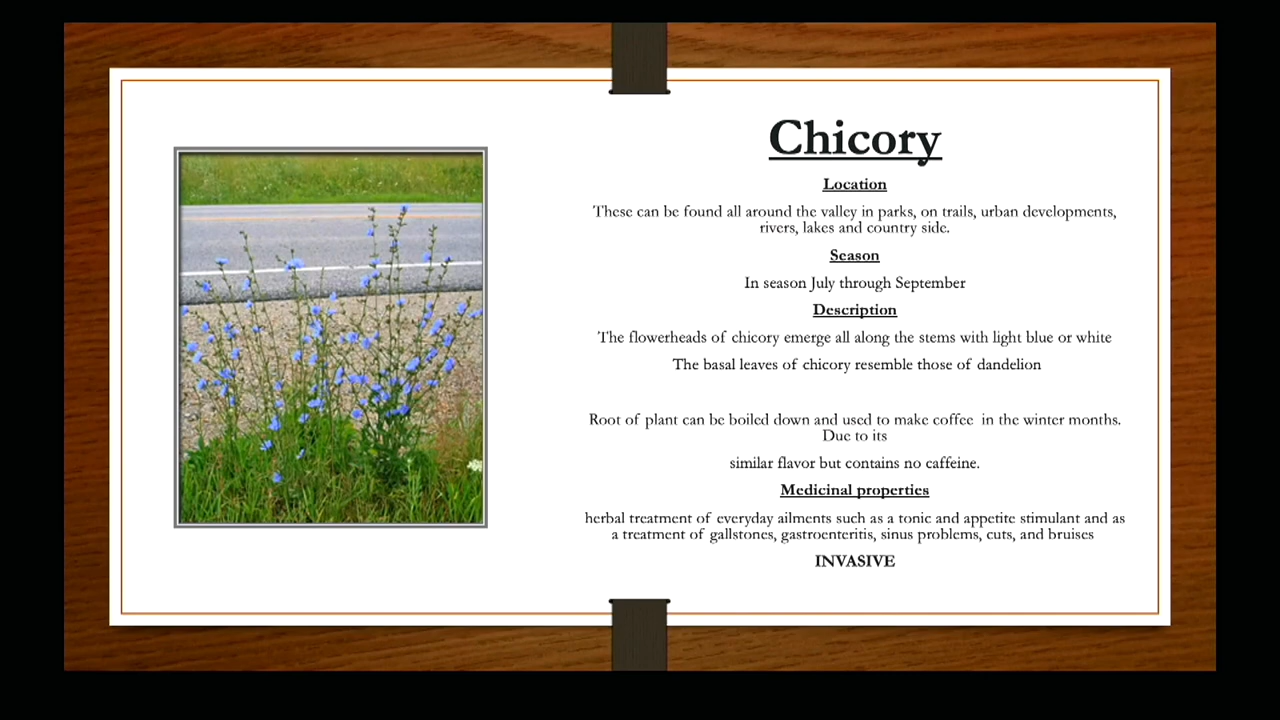 Chicory
Location
These can be found all around the valley in parks, on trails, urban developments,
rivers, lakes and country side.
Season
In season July through September
Description
The flowerheads of chicory emerge all along the stems with light blue or white
The basal leaves of chicory resemble those of dandelion
Root of plant can be boiled down and used to make coffee in the winter months.
Due to its
similar flavor but contains no caffeine.
Medicinal properties
herbal treatment of everyday ailments such as a tonic and appetite stimulant and as
a treatment of gallstones, gastroenteritis, sinus problems, cuts, and bruises
INVASIVE